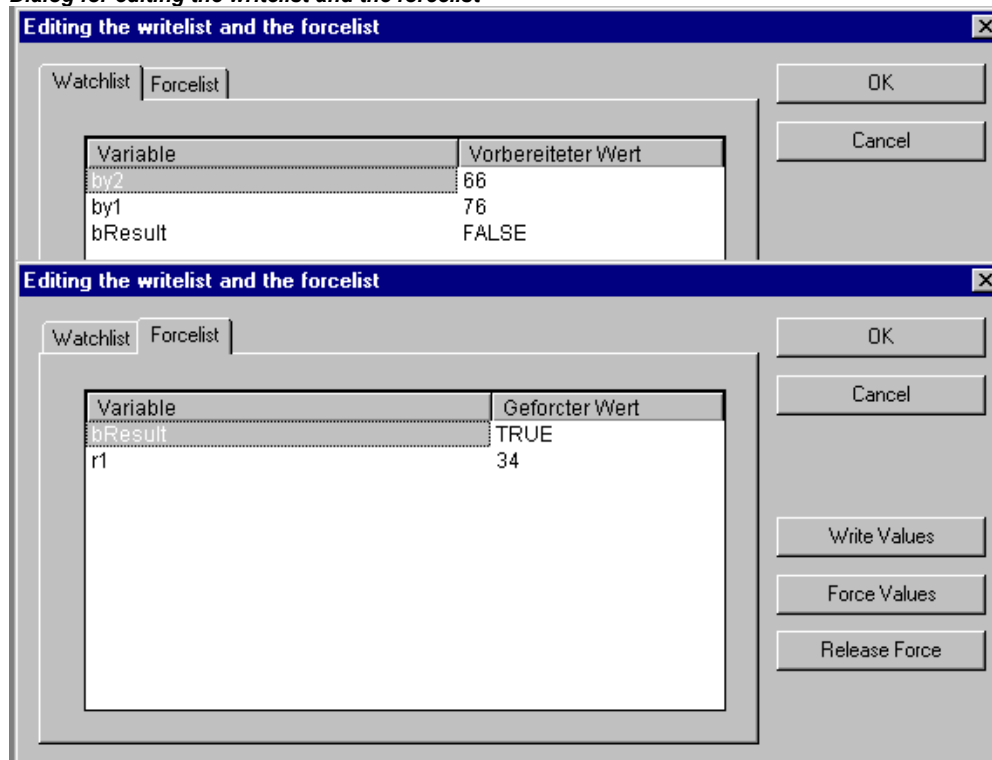 Dialog for editing the writelist and the forcelist
Editing the writelist and the forcelist
Watchlist Forcelist
OK
Cancel
Variable Vorbereiteter Wert
by2 66
by1 76
bResult FALSE
Editing the writelist and the forcelist
Watchlist Forcelist
OK
Cancel
Variable Geforcter Wert
bResult TRUE
r1 34
Write Values
Force Values
Release Force